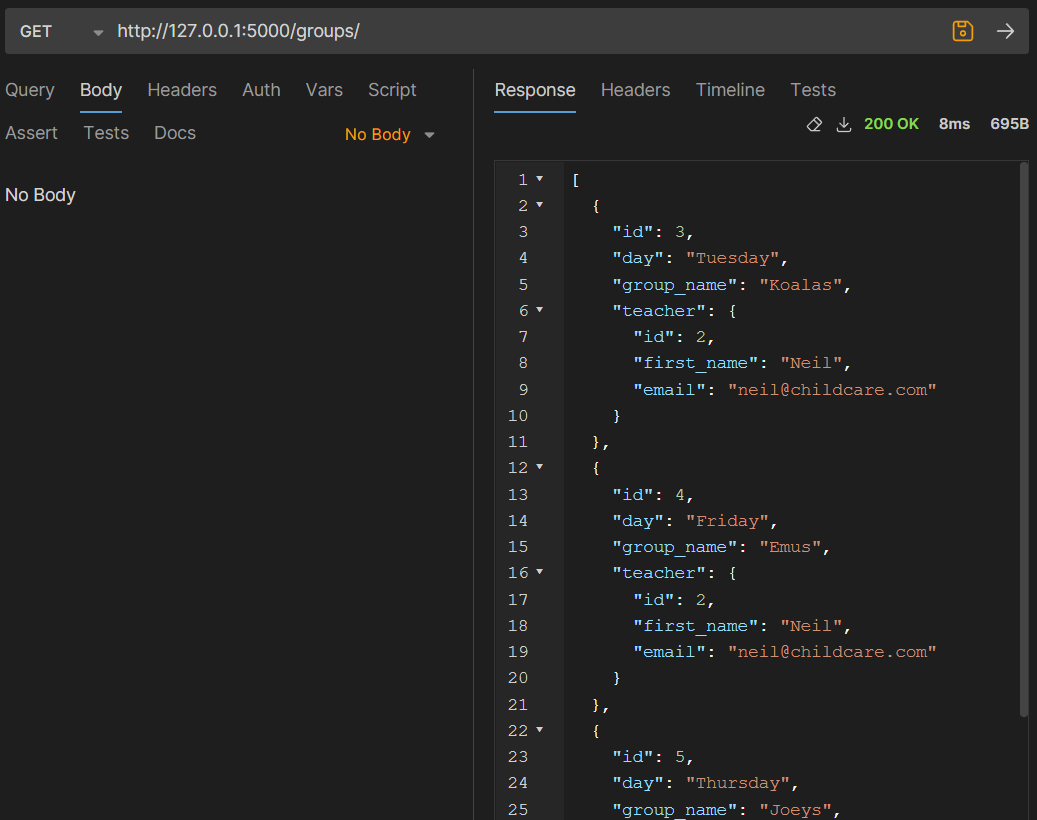 GET http://127.0.0.1:5000/groups/
Query Body Headers Auth Vars Script
Assert Tests Docs No Body
No Body
Response Headers Timeline Tests
200 OK 8ms 695B
1 [
2 {
3 "id": 3,
4 "day": "Tuesday",
5 "group_name": "Koalas",
6 "teacher": {
7 "id": 2,
8 "first_name": "Neil",
9 "email": "neil@childcare.com"
10 }
11 },
12 {
13 "id": 4,
14 "day": "Friday",
15 "group_name": "Emus",
16 "teacher": {
17 "id": 2,
18 "first_name": "Neil",
19 "email": "neil@childcare.com"
20 }
21 },
22 {
23 "id": 5,
24 "day": "Thursday",
25 "group_name": "Joeys",